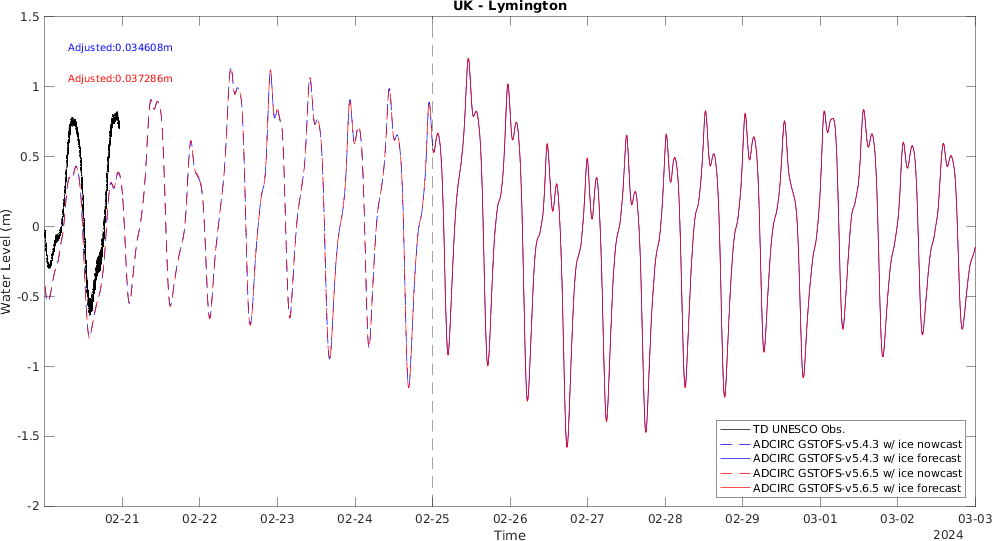 UK - Lymington
Adjusted:0.034608m
Adjusted:0.037286m
1.5
1
0.5
0
-0.5
-1
-1.5
-2
Water Level (m)
TD UNESCO Obs.
ADCIRC GSTOFS-v5.4.3 w/ ice nowcast
ADCIRC GSTOFS-v5.4.3 w/ ice forecast
ADCIRC GSTOFS-v5.6.5 w/ ice nowcast
ADCIRC GSTOFS-v5.6.5 w/ ice forecast
02-21 02-22 02-23 02-24 02-25 02-26 02-27 02-28 02-29 03-01 03-02 03-03
Time
2024